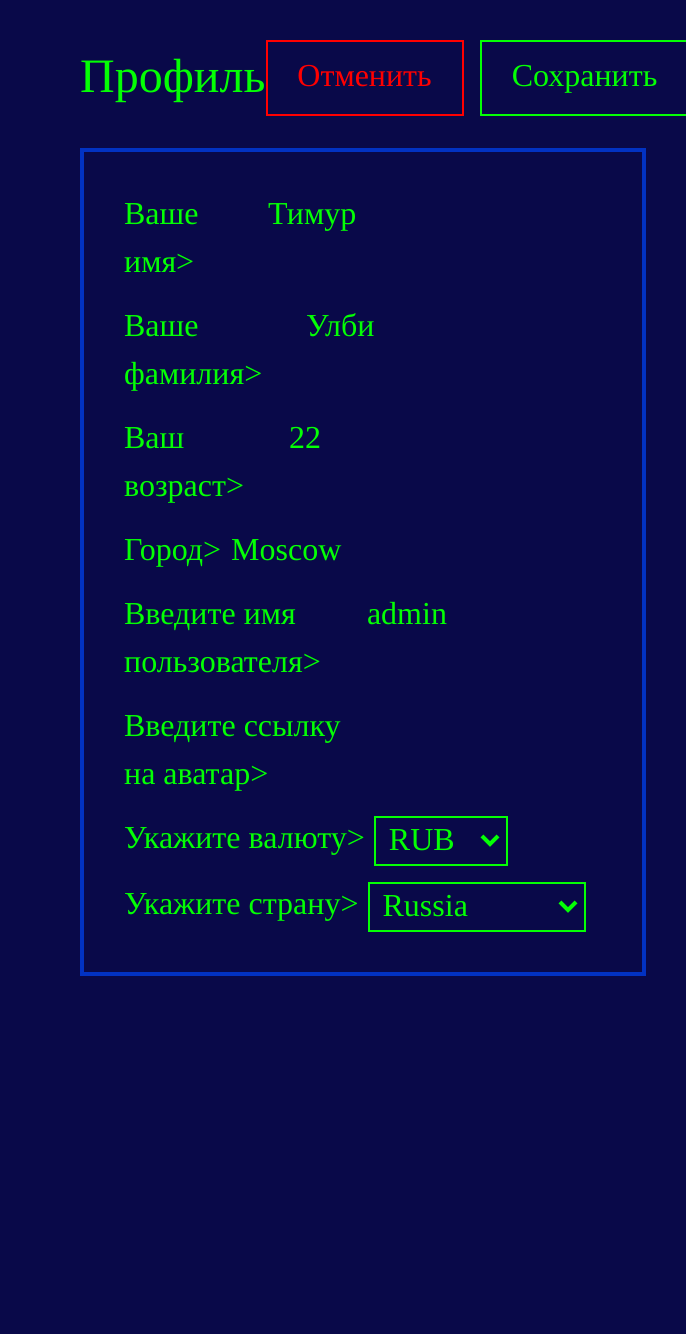 Профиль Отменить Сохранить
Ваше Тимур
имя>
Ваше Улби
фамилия>
Ваш 22
возраст>
Город> Moscow
Введите имя admin
пользователя>
Введите ссылку
на аватар>
Укажите валюту> RUB
Укажите страну> Russia